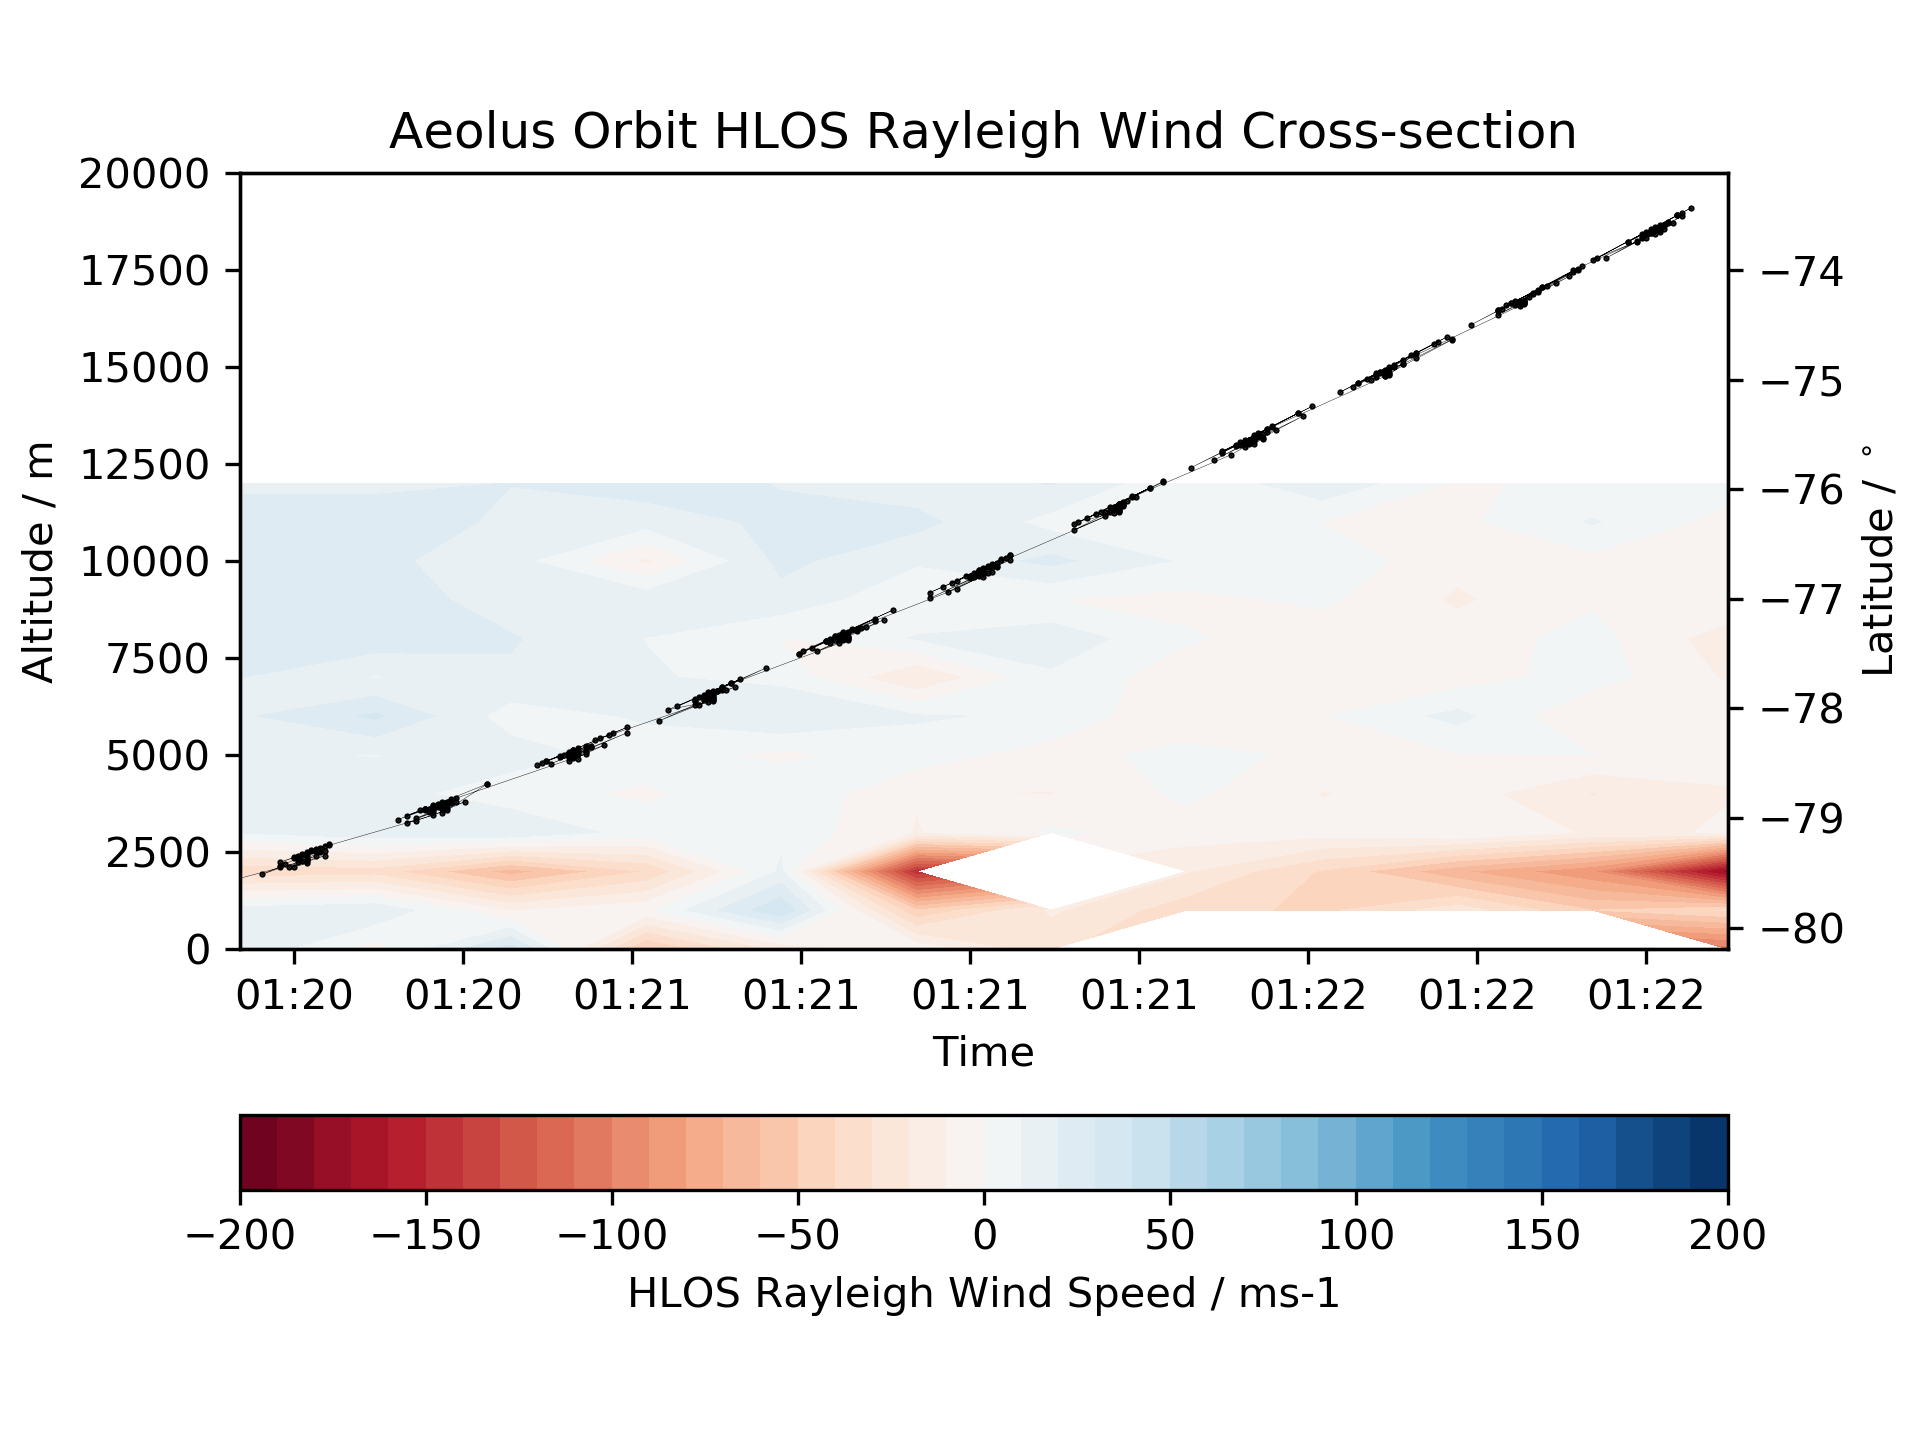 Aeolus Orbit HLOS Rayleigh Wind Cross-section
20000
17500
15000
12500
10000
7500
5000
2500
0
Altitude / m
−74
−75
−76
−77
−78
−79
−80
Latitude / °
01:20 01:20 01:21 01:21 01:21 01:21 01:22 01:22 01:22
Time
−200 −150 −100 −50 0 50 100 150 200
HLOS Rayleigh Wind Speed / ms-1